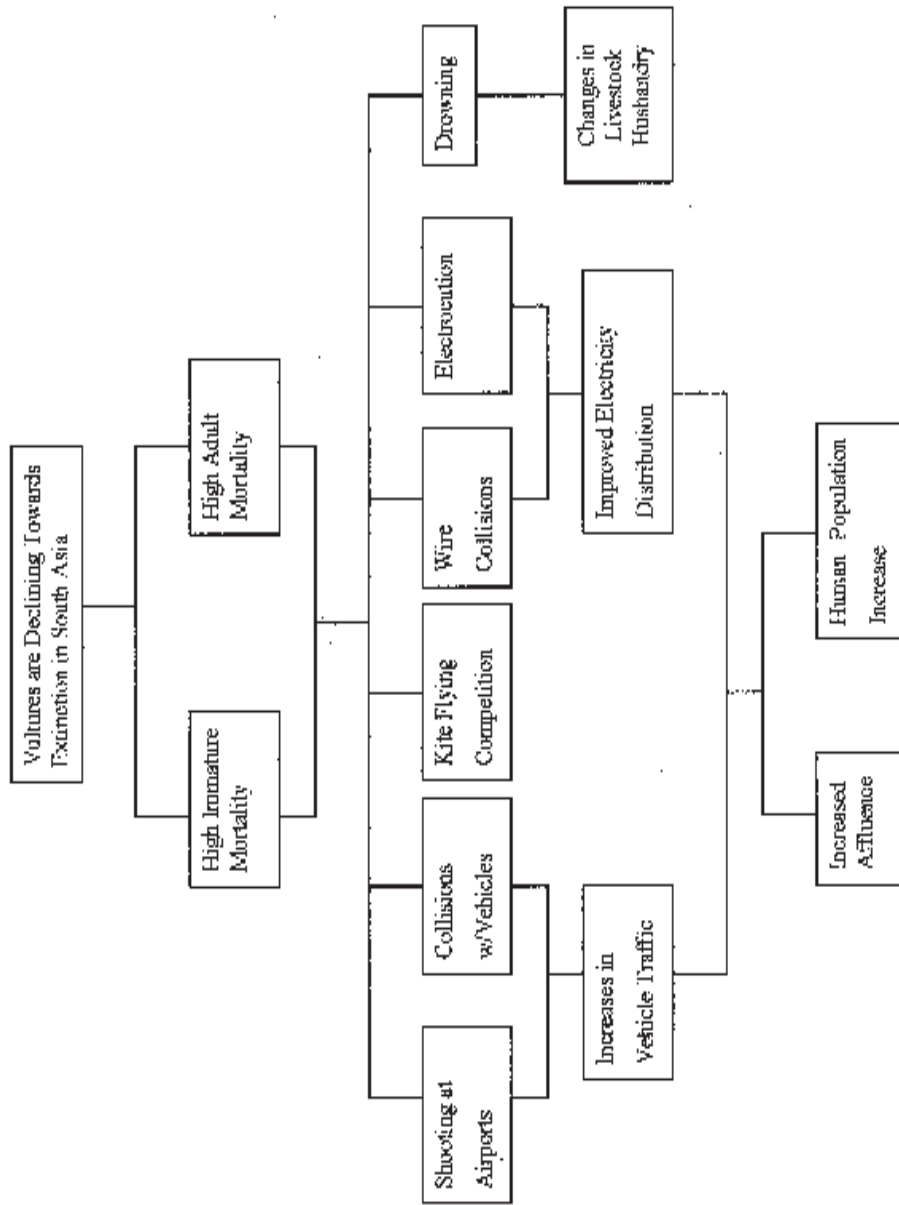 Vultures are Declining Towards
Extinction in South Asia
High Immature
Mortality
High Adult
Mortality
Shooting at
Airports
Collisions
w/Vehicles
Kite Flying
Competition
Wire
Collisions
Electrocution
Drowning
Increases in
Vehicle Traffic
Improved Electricity
Distribution
Changes in
Livestock
Husbandry
Increased
Affluence
Human Population
Increase